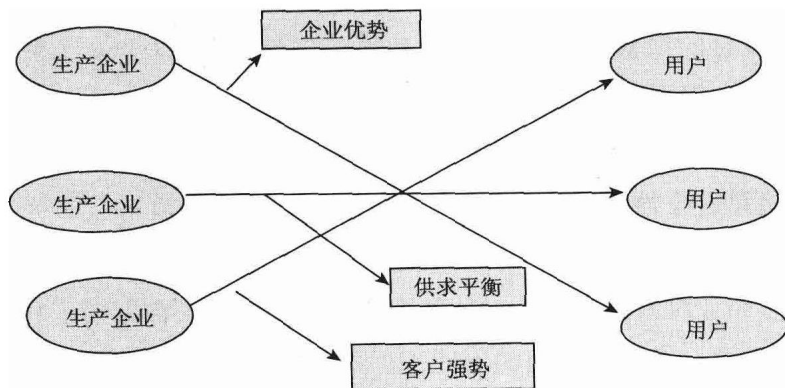 企业优势
生产企业
用户
生产企业
用户
供求平衡
生产企业
用户
客户强势